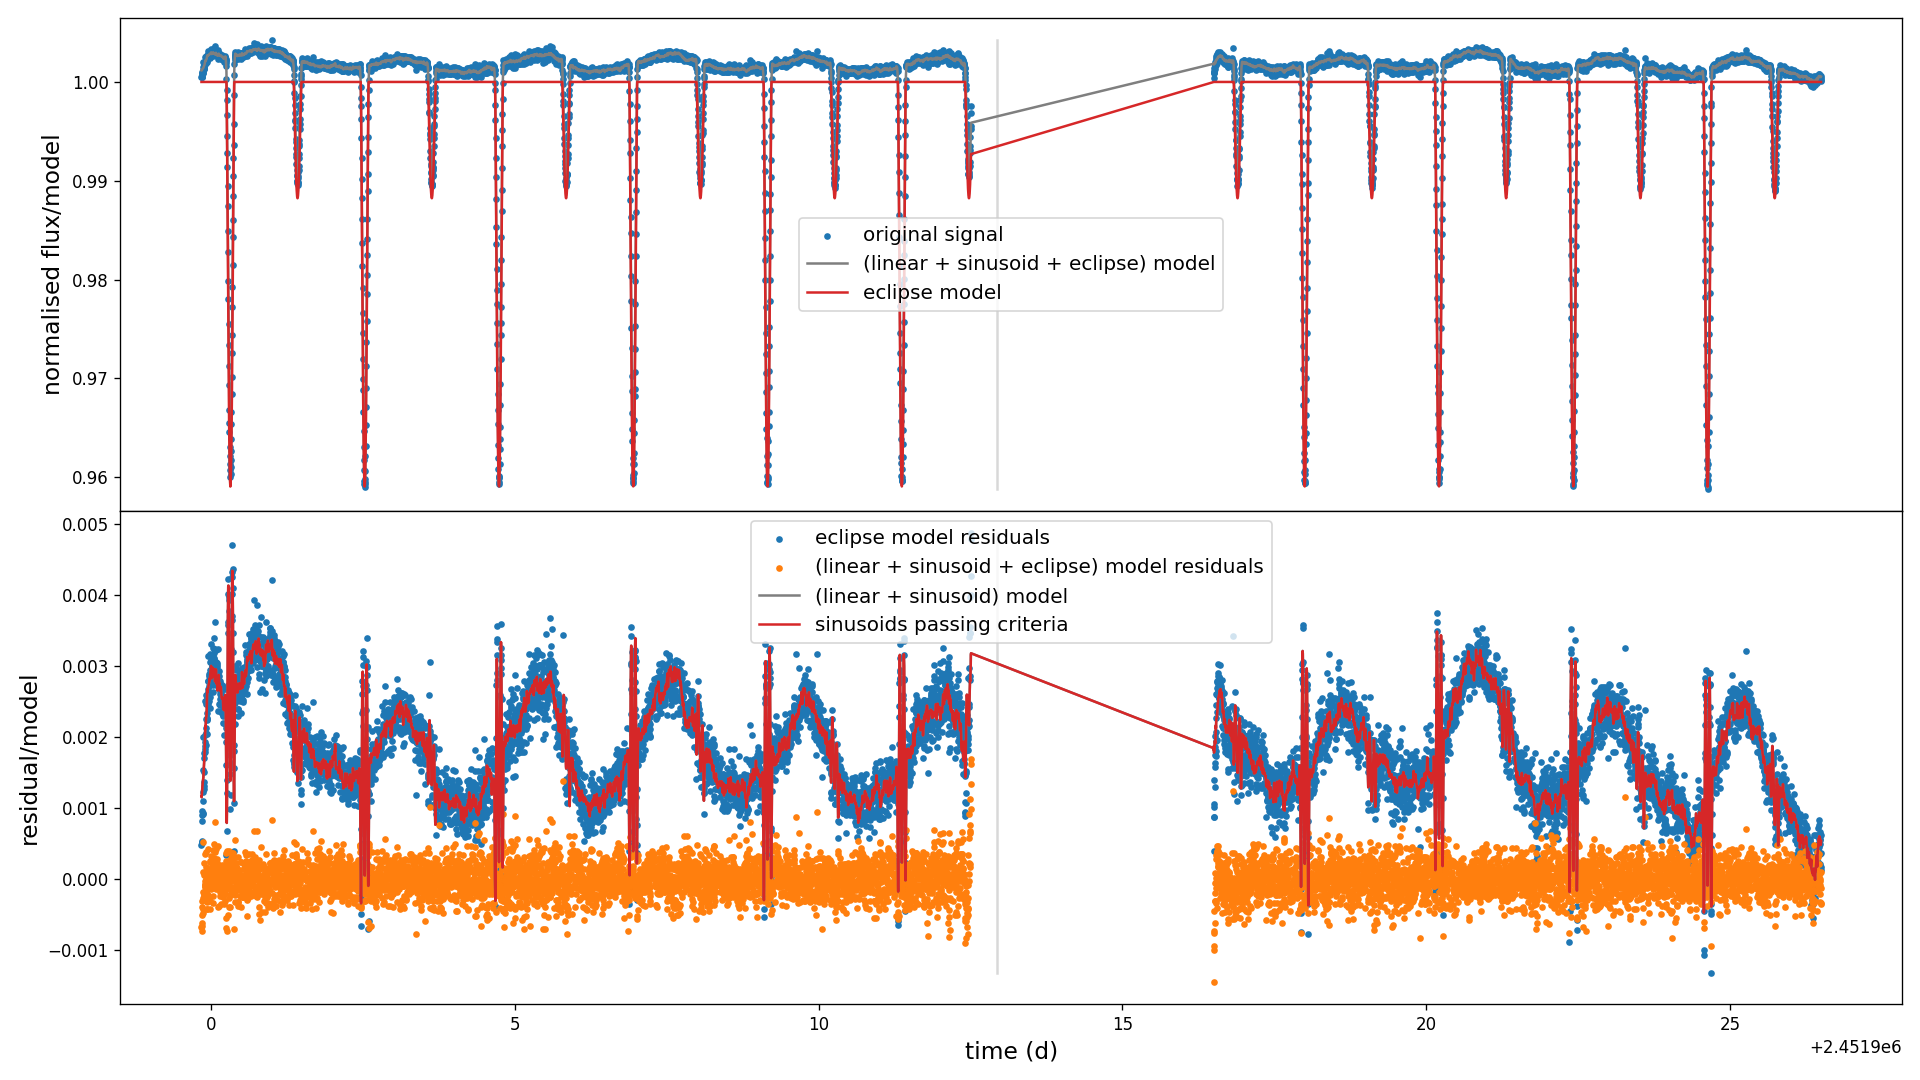 1.00
0.99
0.98
0.97
0.96
normalised flux/model
original signal
(linear + sinusoid + eclipse) model
eclipse model
0.005
0.004
0.003
0.002
0.001
0.000
−0.001
residual/model
eclipse model residuals
(linear + sinusoid + eclipse) model residuals
(linear + sinusoid) model
sinusoids passing criteria
0 5 10 15 20 25
time (d)
+2.4519e6